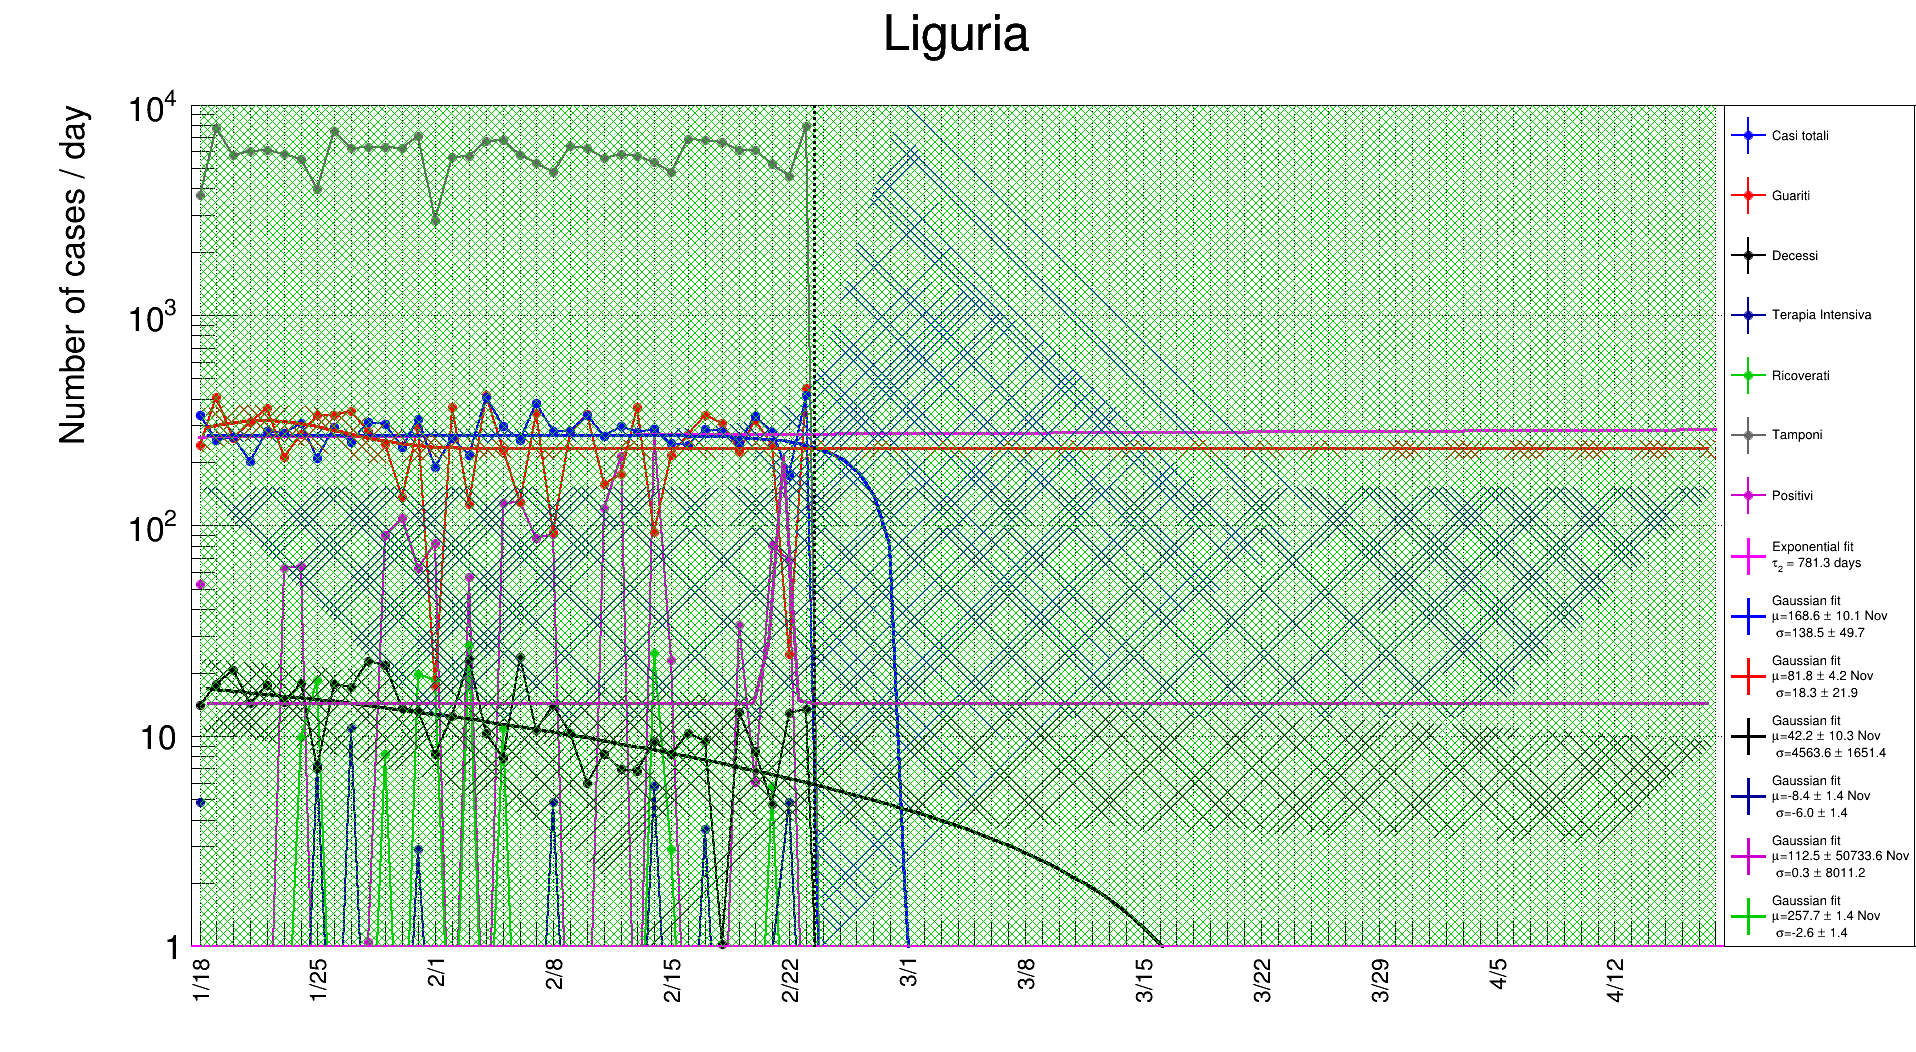 Liguria
Number of cases / day
10^4
10^3
10^2
10
1
1/18
1/25
2/1
2/8
2/15
2/22
3/1
3/8
3/15
3/22
3/29
4/5
4/12
Casi totali
Guariti
Decessi
Terapia Intensiva
Ricoverati
Tamponi
Positivi
Exponential fit
τ₂ = 781.3 days
Gaussian fit
μ=168.6 ± 10.1 Nov
σ=138.5 ± 49.7
Gaussian fit
μ=81.8 ± 4.2 Nov
σ=18.3 ± 21.9
Gaussian fit
μ=42.2 ± 10.3 Nov
σ=4563.6 ± 1651.4
Gaussian fit
μ=-8.4 ± 1.4 Nov
σ=-6.0 ± 1.4
Gaussian fit
μ=112.5 ± 50733.6 Nov
σ=0.3 ± 8011.2
Gaussian fit
μ=257.7 ± 1.4 Nov
σ=-2.6 ± 1.4